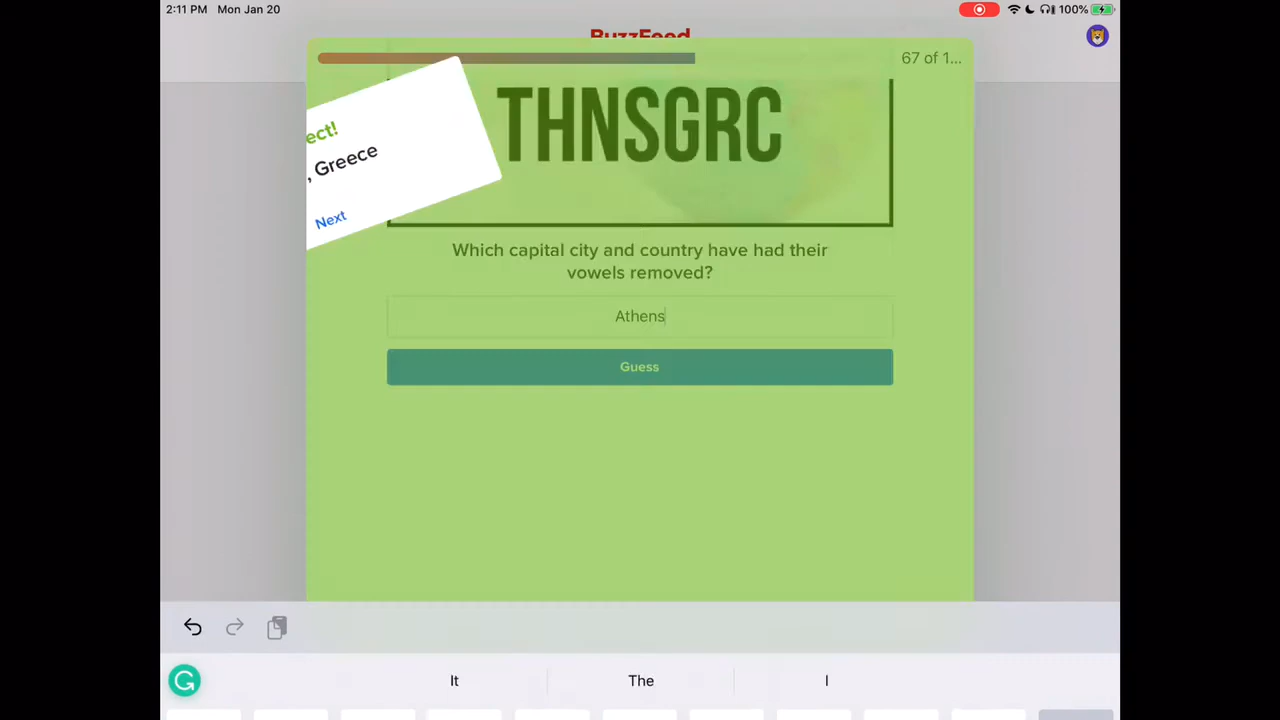 2:11 PM Mon Jan 20
100%
BuzzFeed
67 of 1...
THNSGRC
ect!
, Greece
Next
Which capital city and country have had their
vowels removed?
Athens
Guess
It The I